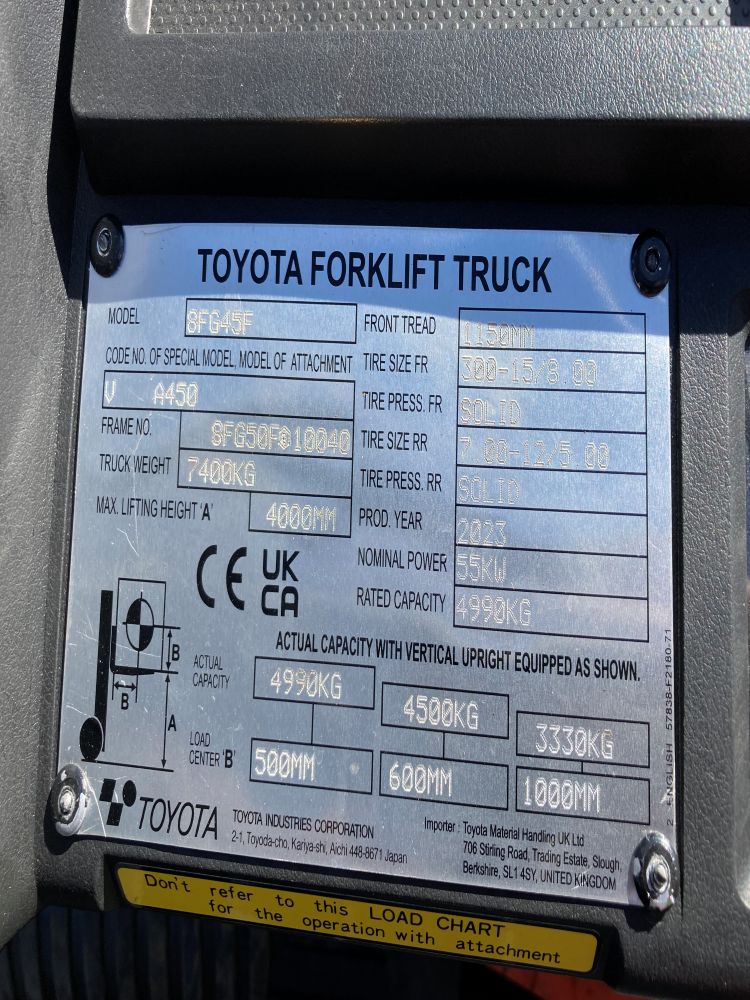 TOYOTA FORKLIFT TRUCK
MODEL 8FG45F
CODE NO. OF SPECIAL MODEL, MODEL OF ATTACHMENT
V A450
FRAME NO. 8FG50F©10040
TRUCK WEIGHT 7400KG
MAX. LIFTING HEIGHT 'A' 4000MM
FRONT TREAD 1150MM
TIRE SIZE FR 300-15/8.00
TIRE PRESS. FR SOLID
TIRE SIZE RR 7.00-12/5.00
TIRE PRESS. RR SOLID
PROD. YEAR 2023
NOMINAL POWER 55KW
RATED CAPACITY 4990KG
CE UK
CA
ACTUAL CAPACITY WITH VERTICAL UPRIGHT EQUIPPED AS SHOWN.
B
B
A
ACTUAL
CAPACITY
4990KG 4500KG 3330KG
LOAD
CENTER 'B'
500MM 600MM 1000MM
TOYOTA
TOYOTA INDUSTRIES CORPORATION
2-1, Toyoda-cho, Kariya-shi, Aichi 448-8671 Japan
Importer : Toyota Material Handling UK Ltd
706 Stirling Road, Trading Estate, Slough,
Berkshire, SL1 4SY, UNITED KINGDOM
2 ENGLISH 57838-F2180-71
Don't refer to this LOAD CHART
for the operation with attachment